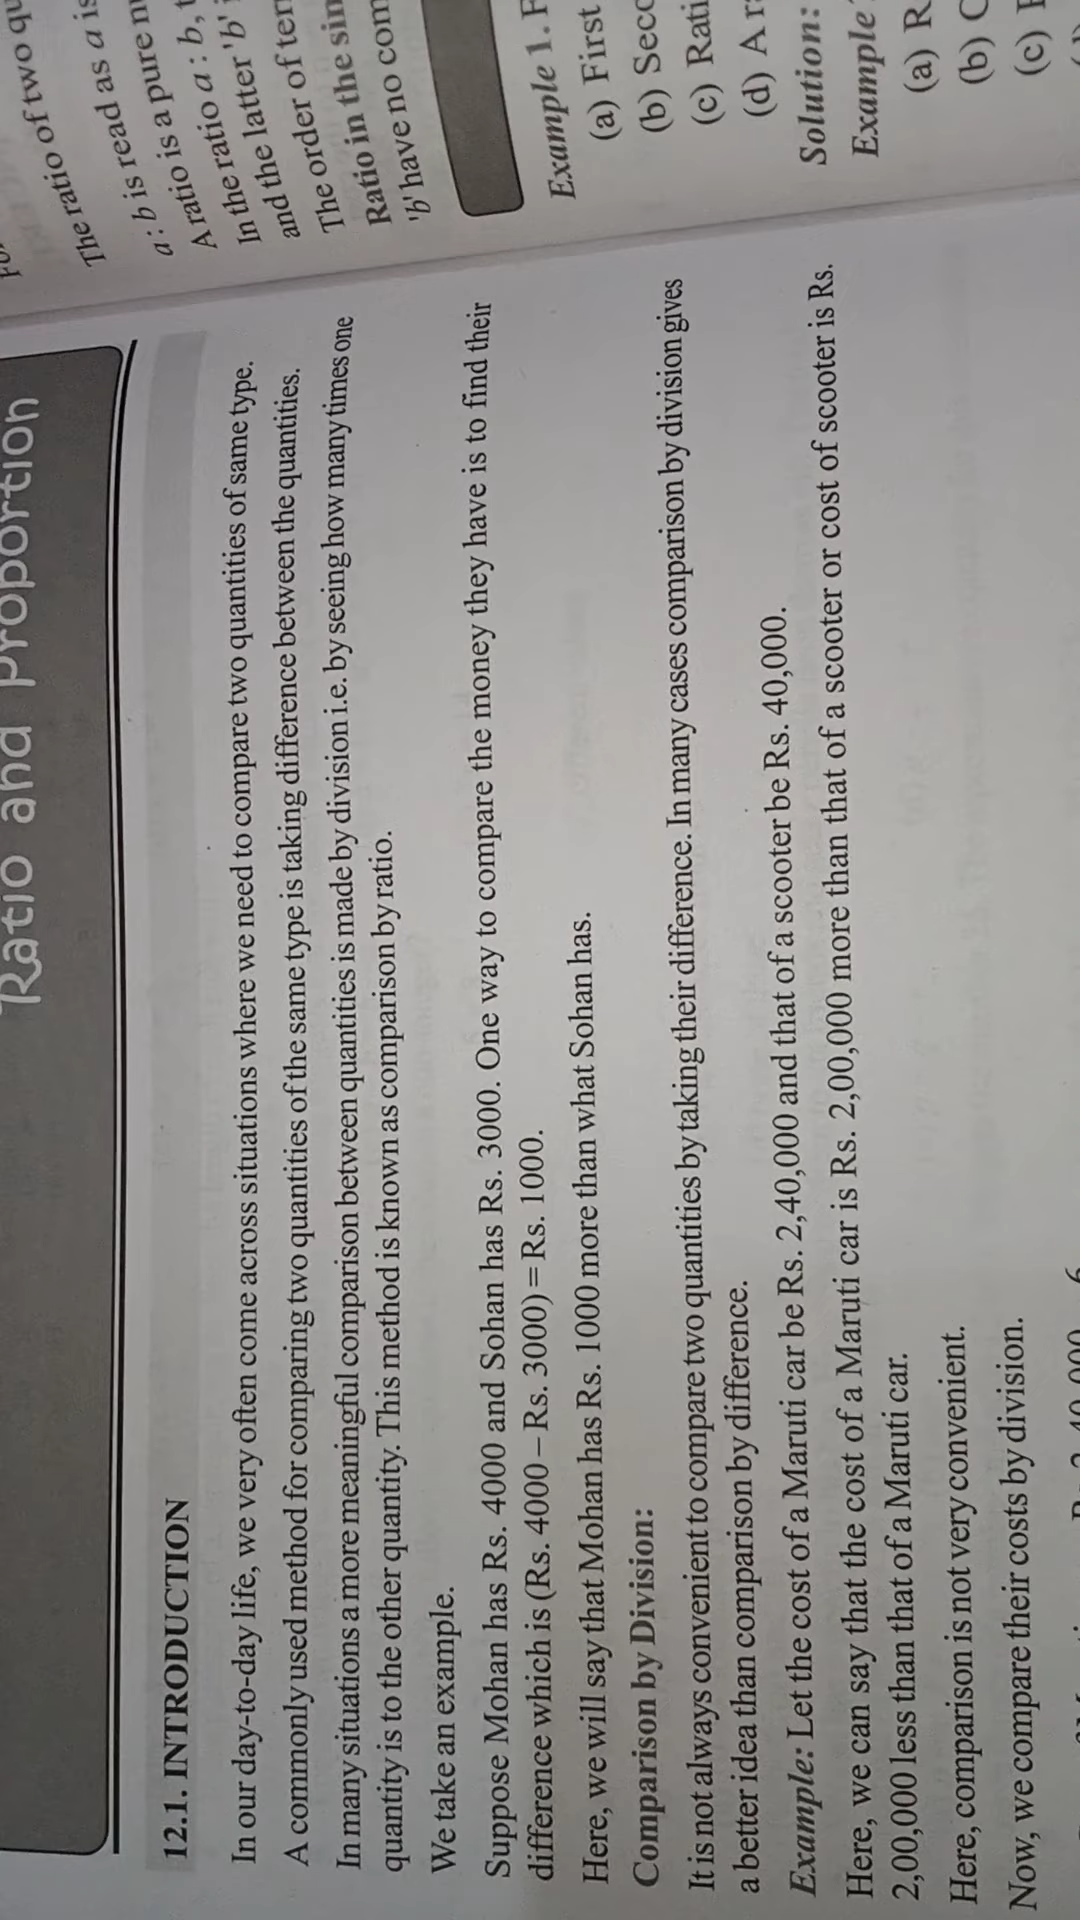 Ratio and Proportion
12.1. INTRODUCTION
In our day-to-day life, we very often come across situations where we need to compare two quantities of same type.
A commonly used method for comparing two quantities of the same type is taking difference between the quantities.
In many situations a more meaningful comparison between quantities is made by division i.e. by seeing how many times one
quantity is to the other quantity. This method is known as comparison by ratio.
We take an example.
Suppose Mohan has Rs. 4000 and Sohan has Rs. 3000. One way to compare the money they have is to find their
difference which is (Rs. 4000 – Rs. 3000) = Rs. 1000.
Here, we will say that Mohan has Rs. 1000 more than what Sohan has.
Comparison by Division:
It is not always convenient to compare two quantities by taking their difference. In many cases comparison by division gives
a better idea than comparison by difference.
Example: Let the cost of a Maruti car be Rs. 2,40,000 and that of a scooter be Rs. 40,000.
Here, we can say that the cost of a Maruti car is Rs. 2,00,000 more than that of a scooter or cost of scooter is Rs.
2,00,000 less than that of a Maruti car.
Here, comparison is not very convenient.
Now, we compare their costs by division.
of two
The ratio
a : b is read as a is
a : b is a pure
A ratio is
In the ratio a : b,
And the latter 'b'
and the order of
The order of
Ratio in the
'b' have no
Example 1.
(a) First
(b)
(c)
(d) A
Solution:
Example
(a)
(b)
(c)